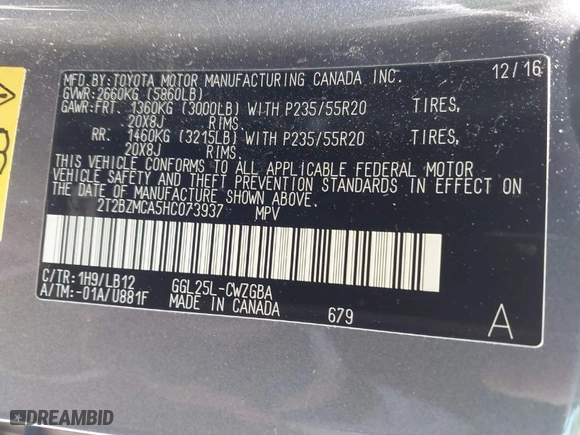 MFD. BY:TOYOTA MOTOR MANUFACTURING CANADA INC. 12/16
GVWR:2660KG (5860LB)
GAWR:FRT. 1360KG (3000LB) WITH P235/55R20 TIRES,
20X8J RIMS.
RR. 1460KG (3215LB) WITH P235/55R20 TIRES,
20X8J RIMS.
THIS VEHICLE CONFORMS TO ALL APPLICABLE FEDERAL MOTOR
VEHICLE SAFETY AND THEFT PREVENTION STANDARDS IN EFFECT ON
THE DATE OF MANUFACTURE SHOWN ABOVE.
2T2BZMCA5HC073937 MPV
C/TR:1H9/LB12 GGL25L-CWZGBA
A/TM:-01A/U881F MADE IN CANADA 679 A
DREAMBID